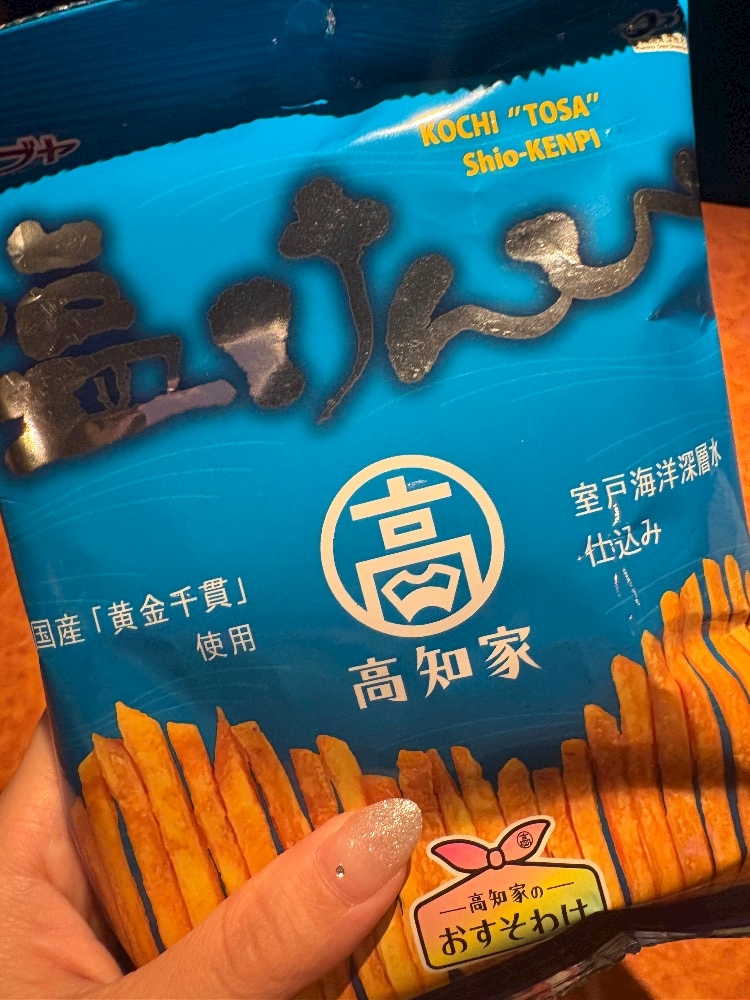 KOCHI "TOSA"
Shio-KENPI
塩けんぴ
高
室戸海洋深層水
仕込み
国産「黄金千貫」
使用
高知家
高
高知家の
おすそわけ